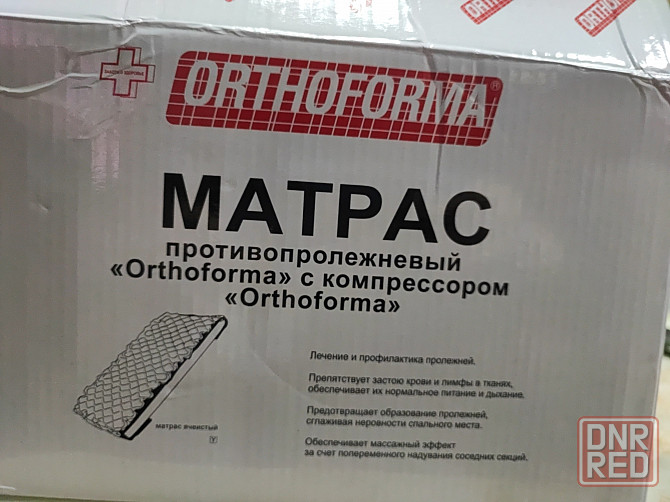 ORTHOFORMA
ORTHOFORMA
ORTHOFORMA®
МАТРАС
противопролежневый
«Orthoforma» с компрессором
«Orthoforma»
Лечение и профилактика пролежней.
Препятствует застою крови и лимфы в тканях,
обеспечивает их нормальное питание и дыхание.
Предотвращает образование пролежней,
сглаживая неровности спального места.
Обеспечивает массажный эффект
за счет попеременного надувания соседних секций.
матрас ячеистый
DNR
RED